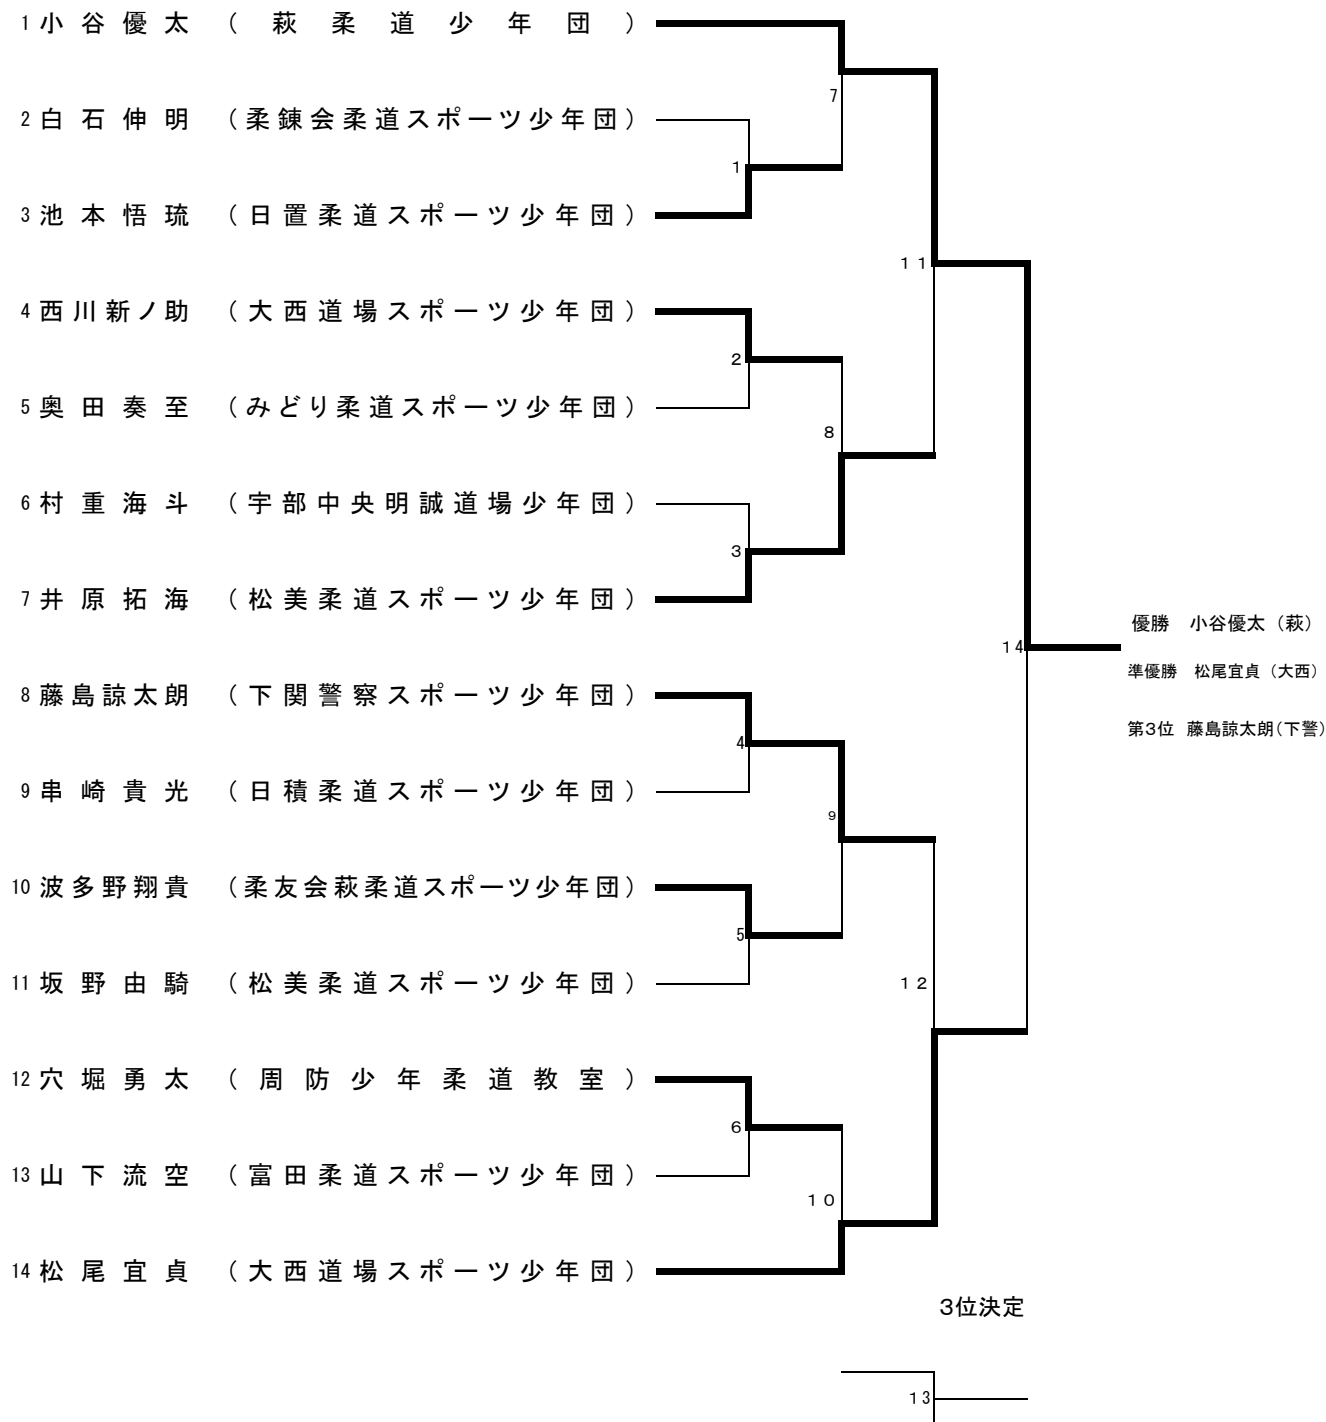 1 小谷優太 (萩柔道少年団)
7
2 白石伸明 (柔錬会柔道スポーツ少年団)
1
3 池本悟琉 (日置柔道スポーツ少年団)
11
4 西川新ノ助 (大西道場スポーツ少年団)
2
5 奥田奏至 (みどり柔道スポーツ少年団)
8
6 村重海斗 (宇部中央明誠道場少年団)
3
7 井原拓海 (松美柔道スポーツ少年団)
優勝 小谷優太(萩)
14
準優勝 松尾宜貞(大西)
8 藤島諒太朗 (下関警察スポーツ少年団)
第3位 藤島諒太朗(下警)
4
9 串崎貴光 (日積柔道スポーツ少年団)
9
10 波多野翔貴 (柔友会萩柔道スポーツ少年団)
5
11 坂野由騎 (松美柔道スポーツ少年団)
12
12 穴堀勇太 (周防少年柔道教室)
6
13 山下流空 (富田柔道スポーツ少年団)
10
14 松尾宜貞 (大西道場スポーツ少年団)
3位決定
13